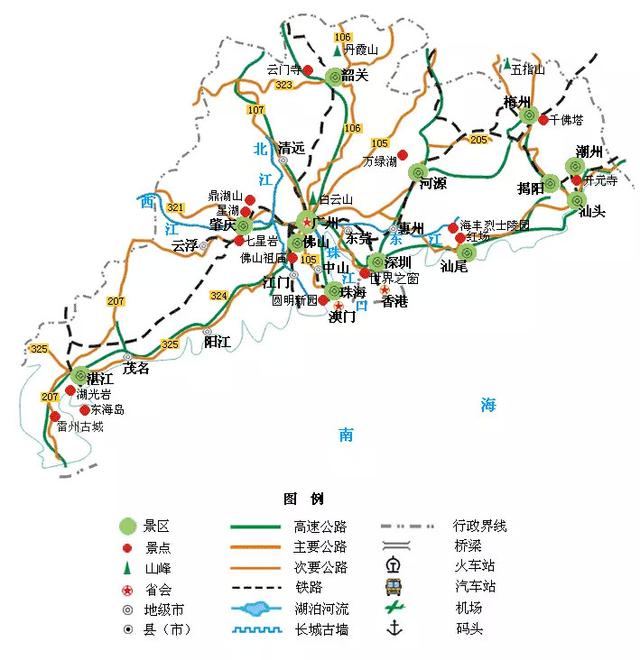 106
丹霞山
云门寺
韶关
五指山
323
107
梅州
千佛塔
106
105
205
北
清远
万绿湖
潮州
江
河源
揭阳
开元寺
鼎湖山
白云山
西
321
星湖
汕头
江
肇庆
广州
惠州
海丰烈士陵园
云浮
七星岩
佛山
珠
东莞
东
江
红场
佛山祖庙
105
中山
深圳
汕尾
江门
江
世界之窗
207
324
圆明新园
珠海
口
香港
澳门
325
325
阳江
茂名
湛江
207
湖光岩
东海岛
雷州古城
海
南
图 例
景区
高速公路
行政界线
景点
主要公路
桥梁
山峰
次要公路
火车站
省会
铁路
汽车站
地级市
湖泊河流
机场
县（市）
长城古墙
码头